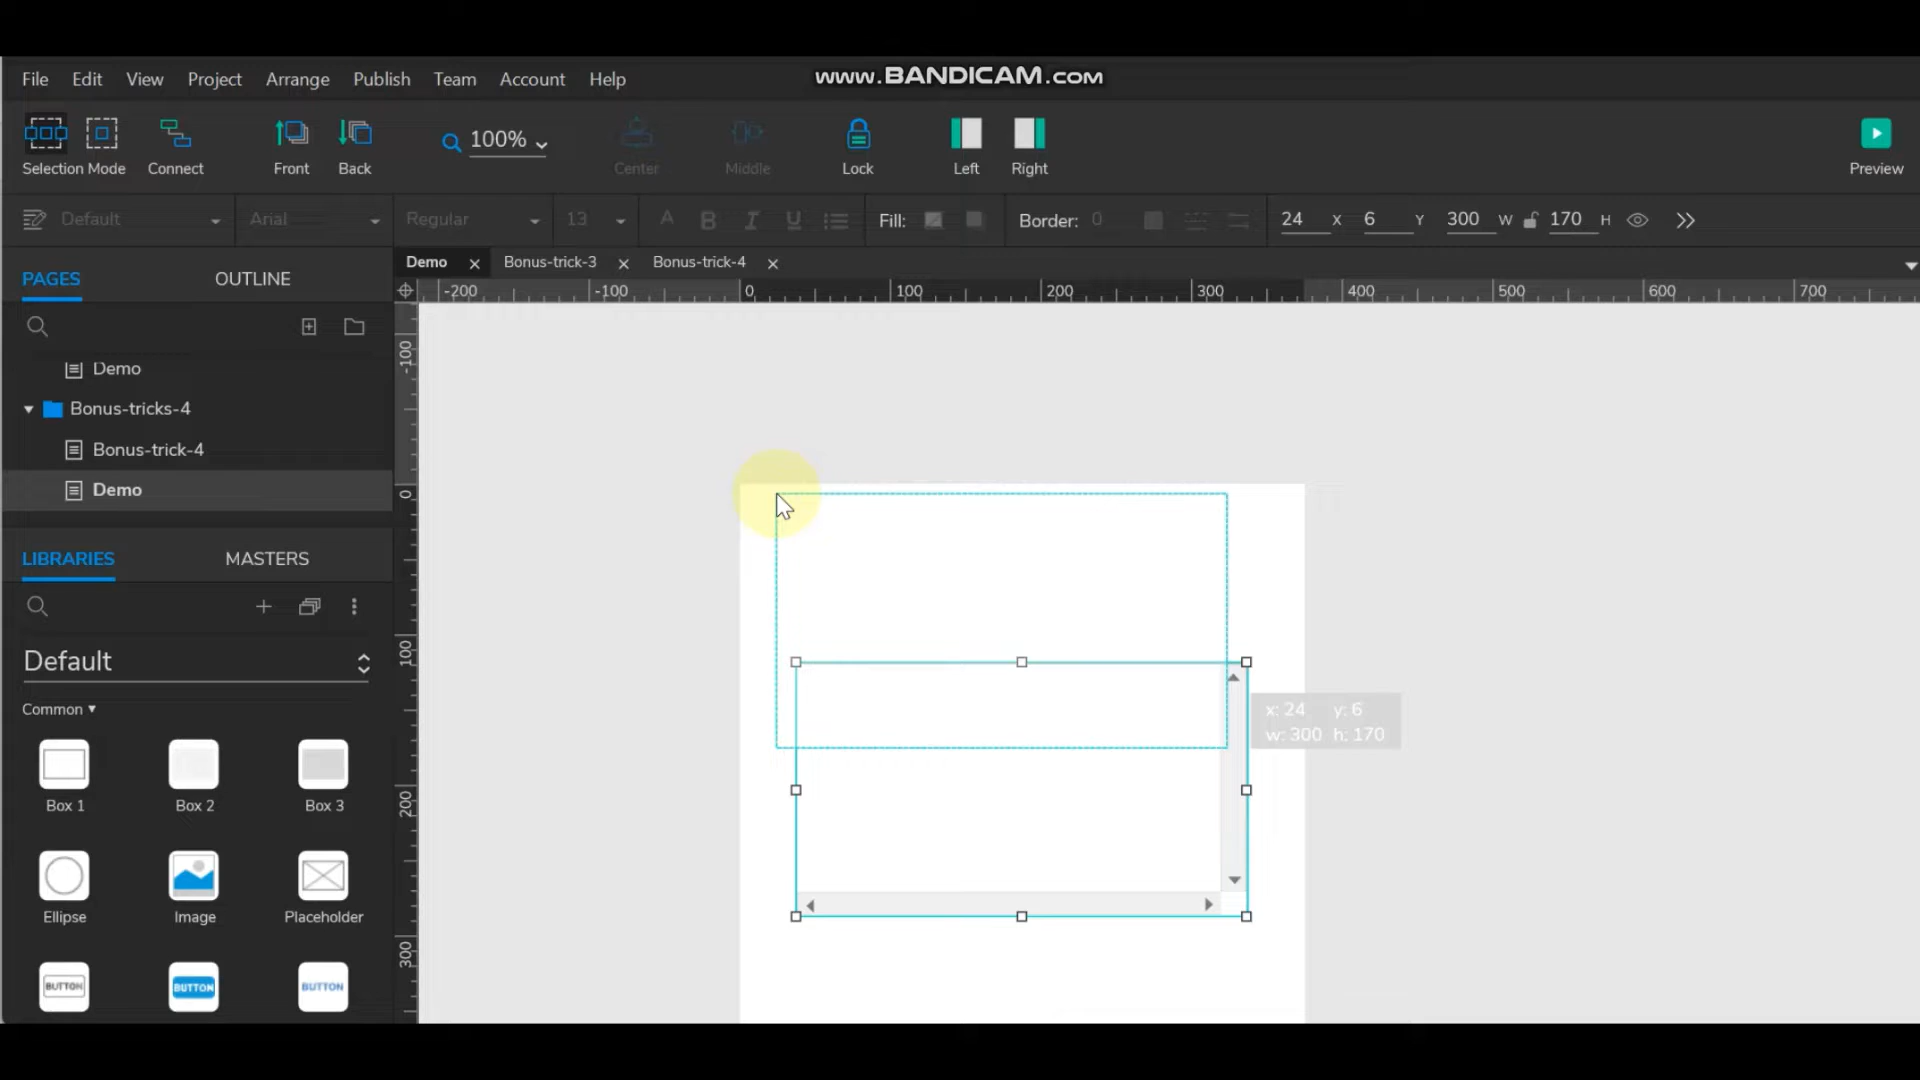 www.BANDICAM.com
File Edit View Project Arrange Publish Team Account Help
100%
Selection Mode Connect Front Back Center Middle Lock Left Right Preview
Default Arial Regular 13 A B I U Fill: Border: 0 24 X 6 Y 300 W 170 H
PAGES OUTLINE
Demo Bonus-trick-3 Bonus-trick-4
-200 -100 0 100 200 300 400 500 600 700
Demo
Bonus-tricks-4
Bonus-trick-4
Demo
-100
0
100
200
300
LIBRARIES MASTERS
Default
Common
Box 1 Box 2 Box 3
Ellipse Image Placeholder
BUTTON BUTTON BUTTON
x: 24 y: 6
w: 300 h: 170